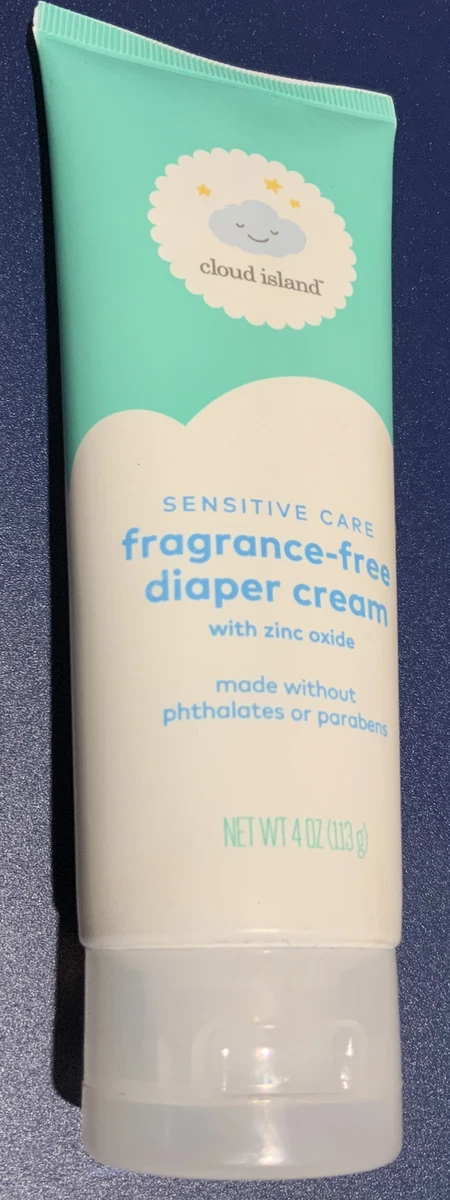 cloud island™
SENSITIVE CARE
fragrance-free
diaper cream
with zinc oxide
made without
phthalates or parabens
NET WT 4 OZ (113 g)